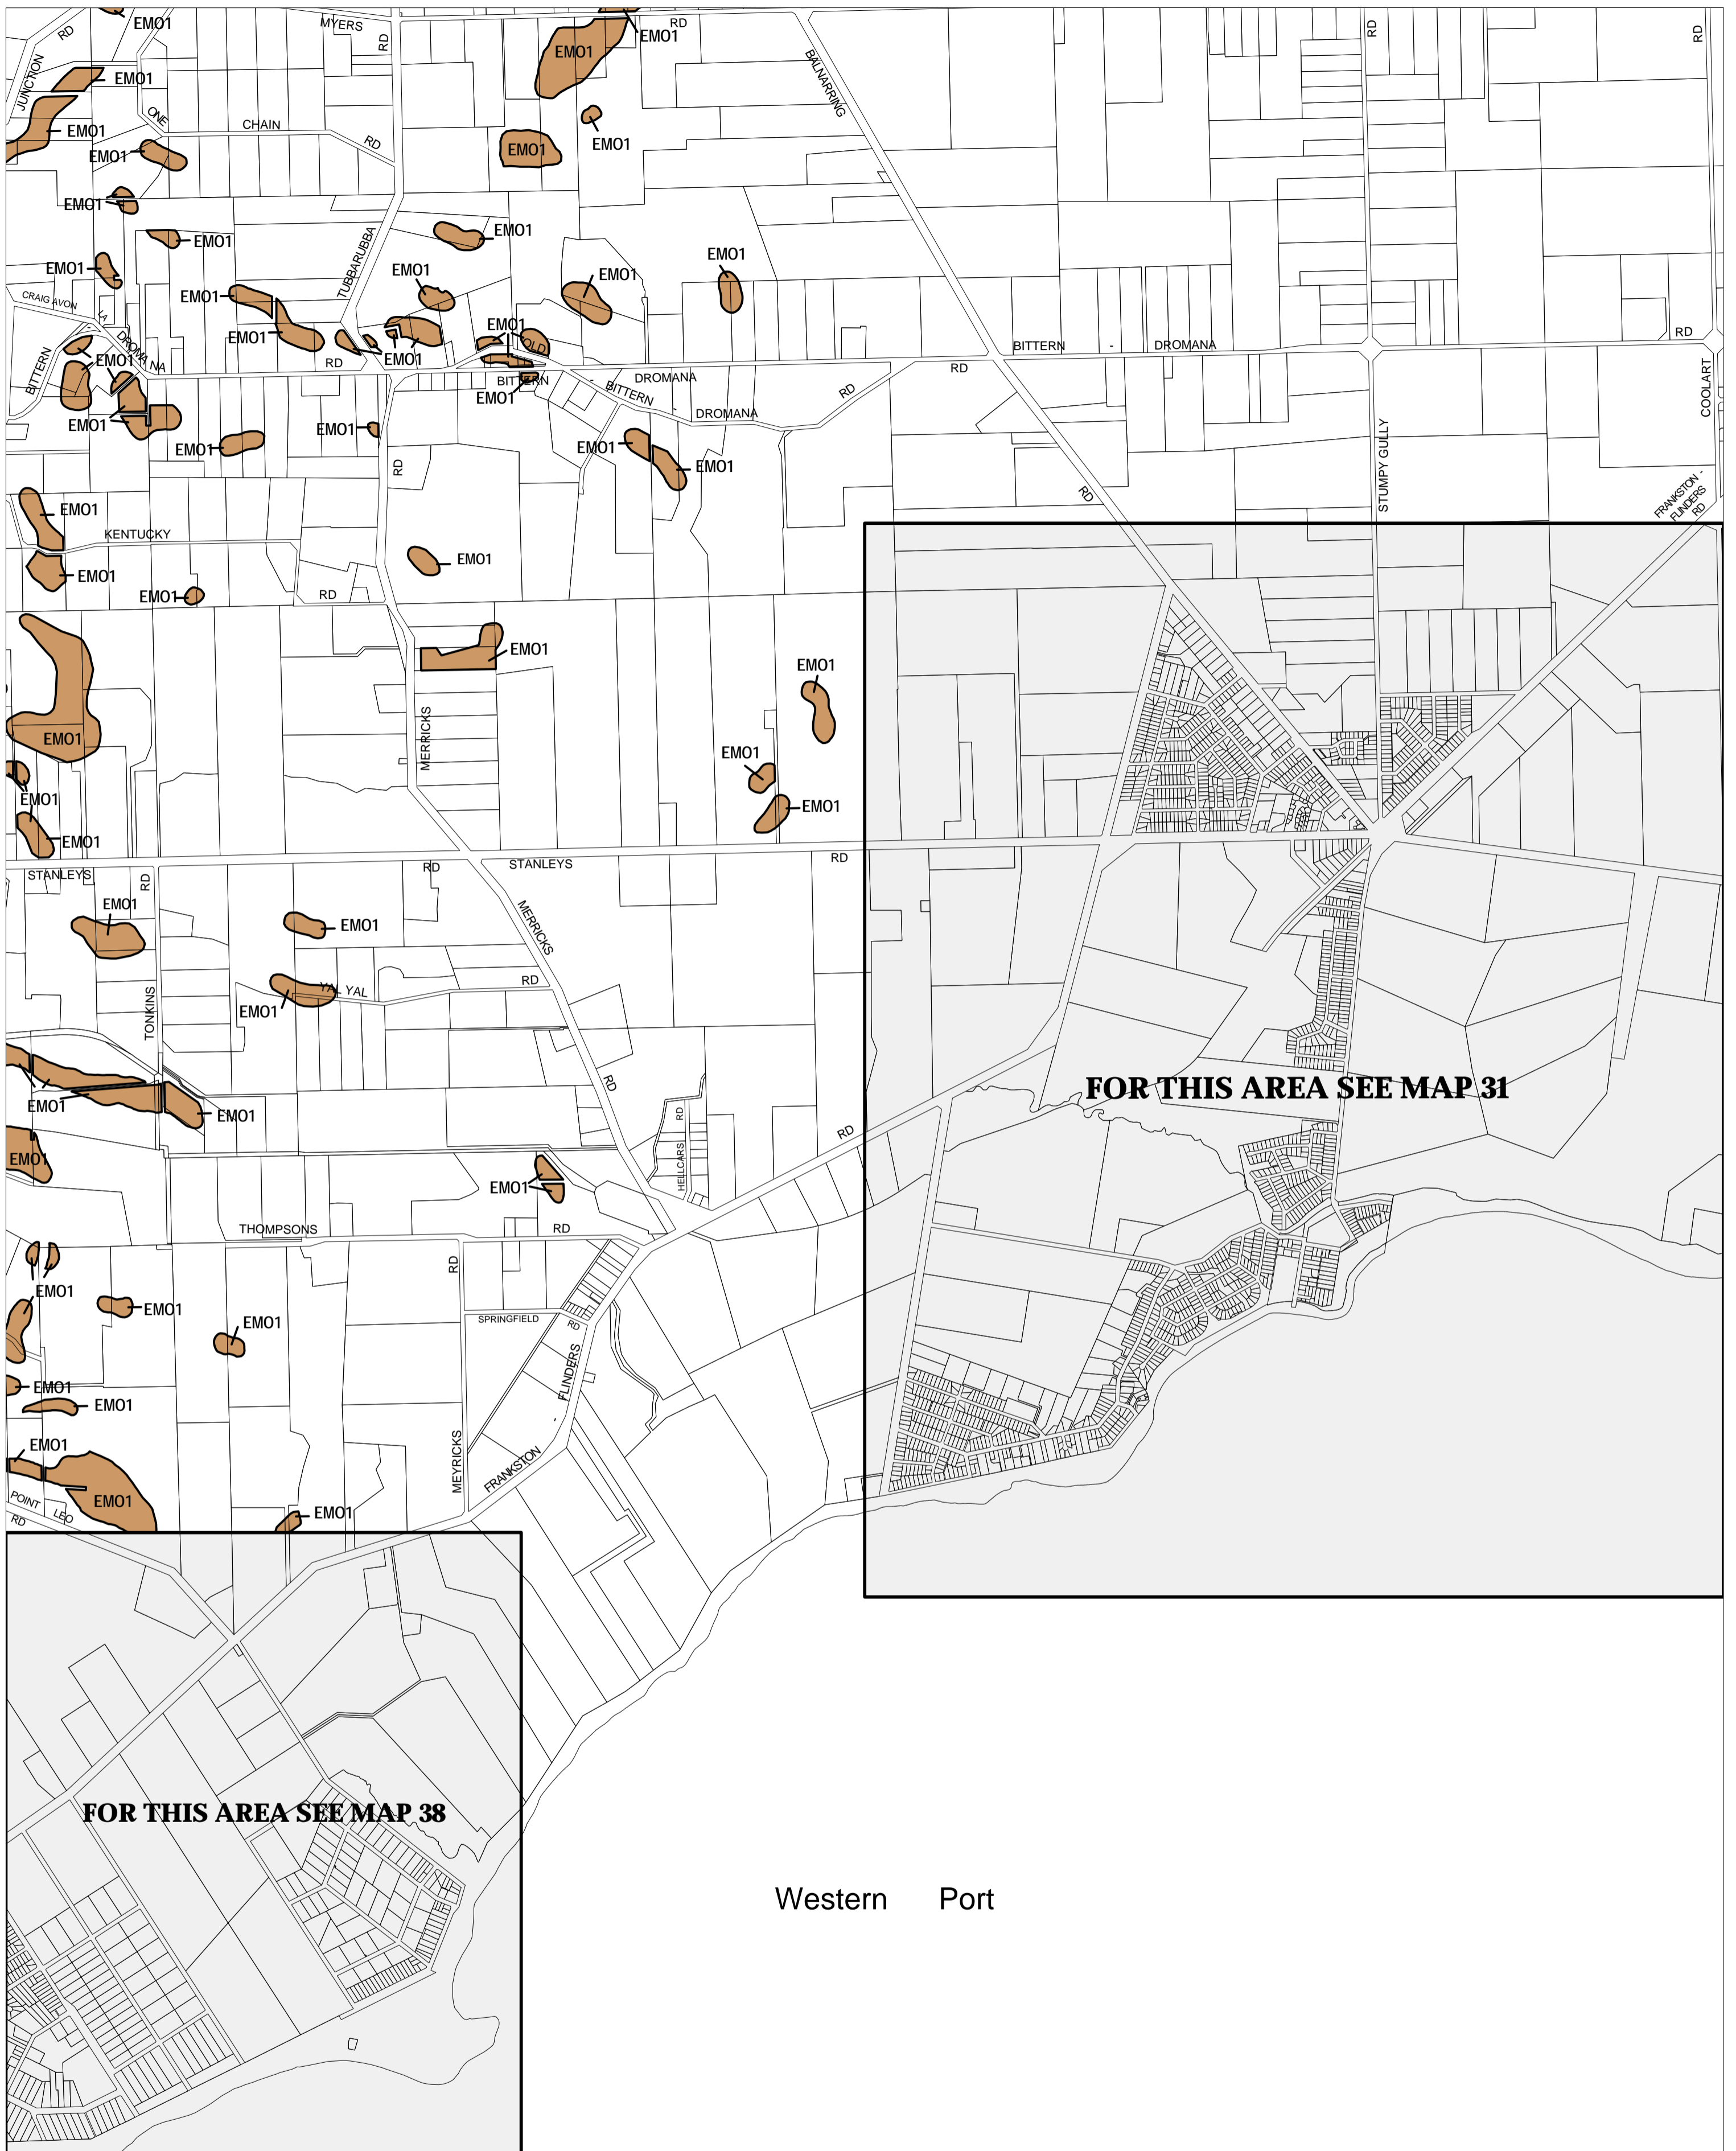 EMO1
MYERS
RD
RD
EMO1
RD
RD
RD
EMO1
JUNCTION
EMO1
BALNARRING
EMO1
ONE
CHAIN
RD
EMO1
EMO1
EMO1
EMO1
EMO1
EMO1
EMO1
TUBBARUBBA
EMO1
EMO1
EMO1
EMO1
EMO1
CRAIG AVON
LA
EMO1
EMO1
OLD
DROMANA
RD
EMO1
RD
BITTERN - DROMANA
RD
BITTERN
EMO1
BITTERN
DROMANA
RD
EMO1
BITTERN
-
DROMANA
RD
COOLART
EMO1
EMO1
EMO1
EMO1
EMO1
STUMPY GULLY
RD
RD
FRANKSTON -
FLINDERS
RD
EMO1
KENTUCKY
EMO1
EMO1
EMO1
RD
EMO1
EMO1
EMO1
MERRICKS
EMO1
EMO1
EMO1
EMO1
STANLEYS
RD
RD
STANLEYS
RD
EMO1
EMO1
MERRICKS
YAL YAL
RD
EMO1
TONKINS
RD
FOR THIS AREA SEE MAP 31
EMO1
EMO1
RD
HELLCARS
RD
EMO1
EMO1
THOMPSONS
RD
RD
EMO1
EMO1
EMO1
SPRINGFIELD
RD
FLINDERS
-
EMO1
EMO1
EMO1
MEYRICKS
FRANKSTON
EMO1
POINT
LEO
RD
EMO1
FOR THIS AREA SEE MAP 38
Western Port